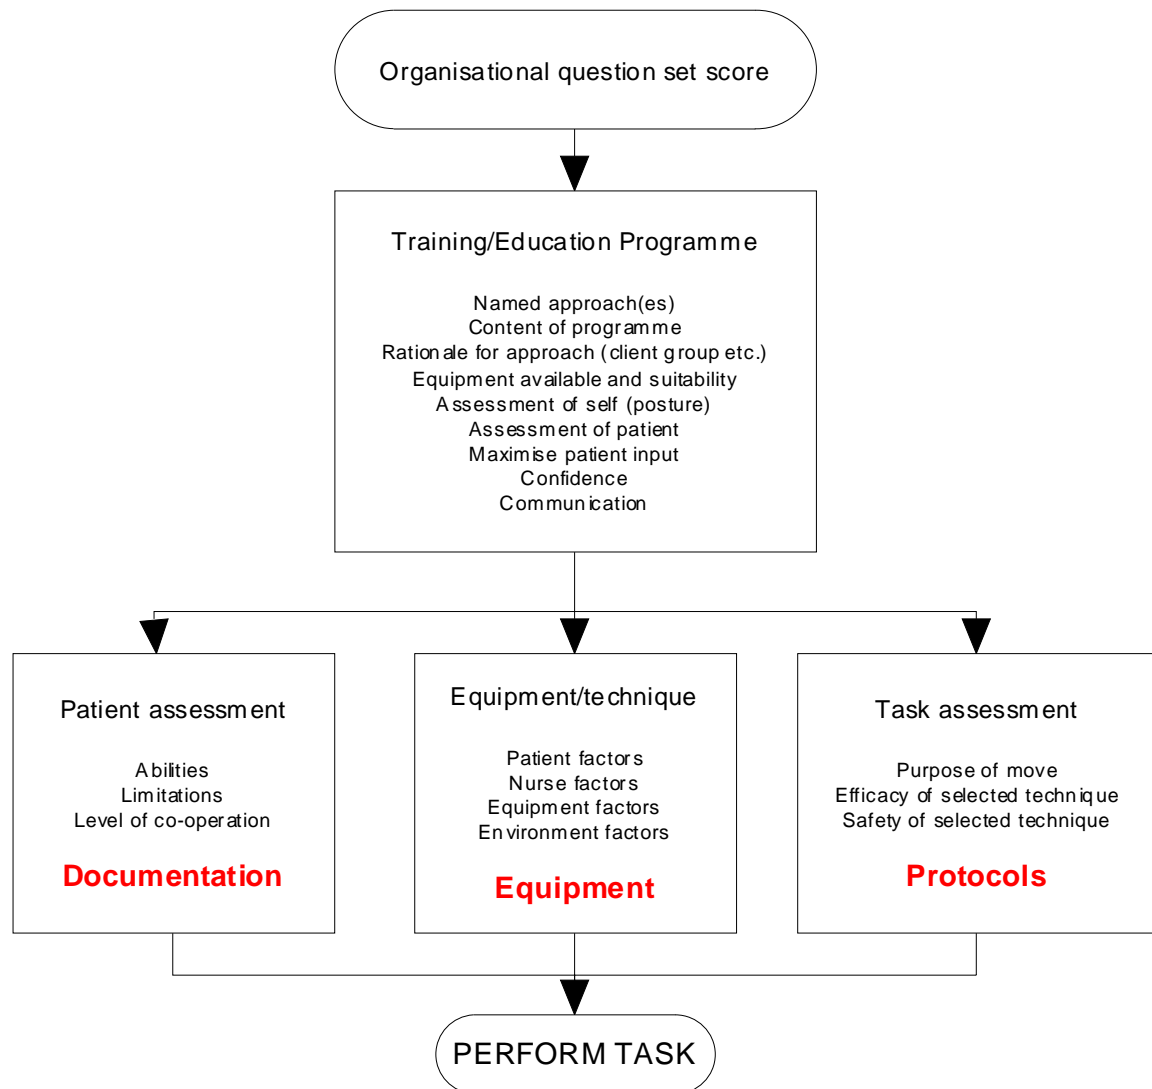 Organisational question set score
Training/Education Programme
Named approach(es)
Content of programme
Rationale for approach (client group etc.)
Equipment available and suitability
Assessment of self (posture)
Assessment of patient
Maximise patient input
Confidence
Communication
Patient assessment
Abilities
Limitations
Level of co-operation
Documentation
Equipment/technique
Patient factors
Nurse factors
Equipment factors
Environment factors
Equipment
Task assessment
Purpose of move
Efficacy of selected technique
Safety of selected technique
Protocols
PERFORM TASK